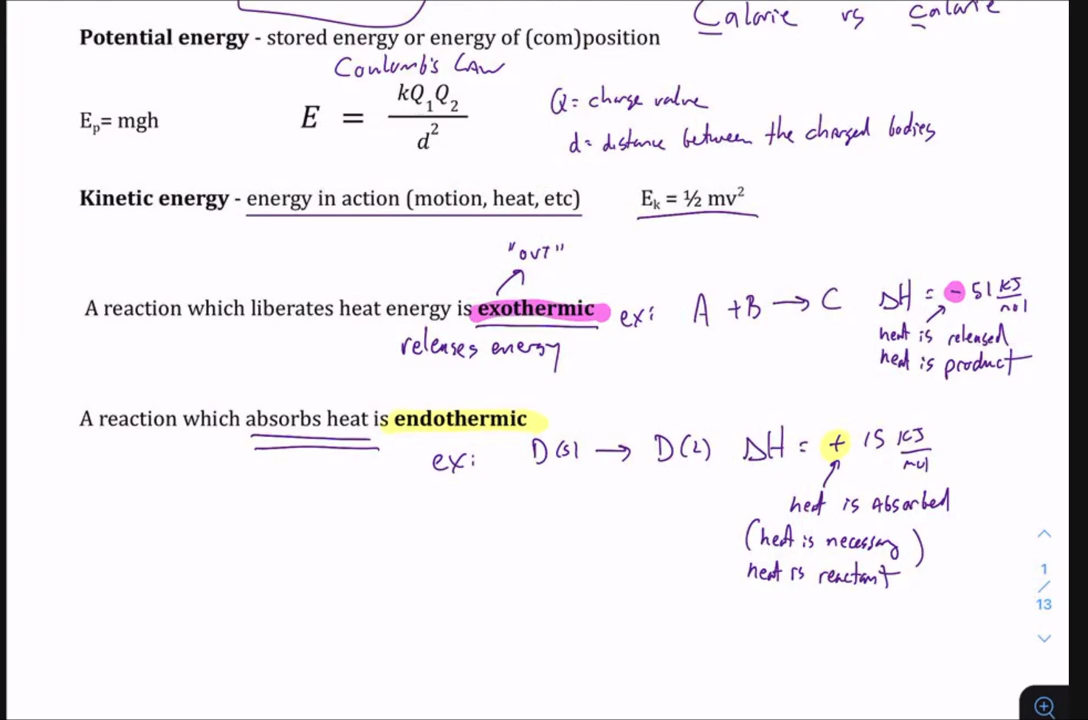 Calorie vs calorie
Potential energy - stored energy or energy of (com)position
Coulomb's Law
Eₚ= mgh E = kQ₁Q₂ / d²
Q= charge value
d= distance between the charged bodies
Kinetic energy - energy in action (motion, heat, etc) Eₖ = ½ mv²
"OUT"
A reaction which liberates heat energy is exothermic ex: A + B → C ΔH = - 51 kJ/mol
releases energy
heat is released
heat is product
A reaction which absorbs heat is endothermic
ex: D(s) → D(l) ΔH = + 15 kJ/mol
heat is Absorbed
(heat is necessary)
heat is reactant
1
/
13